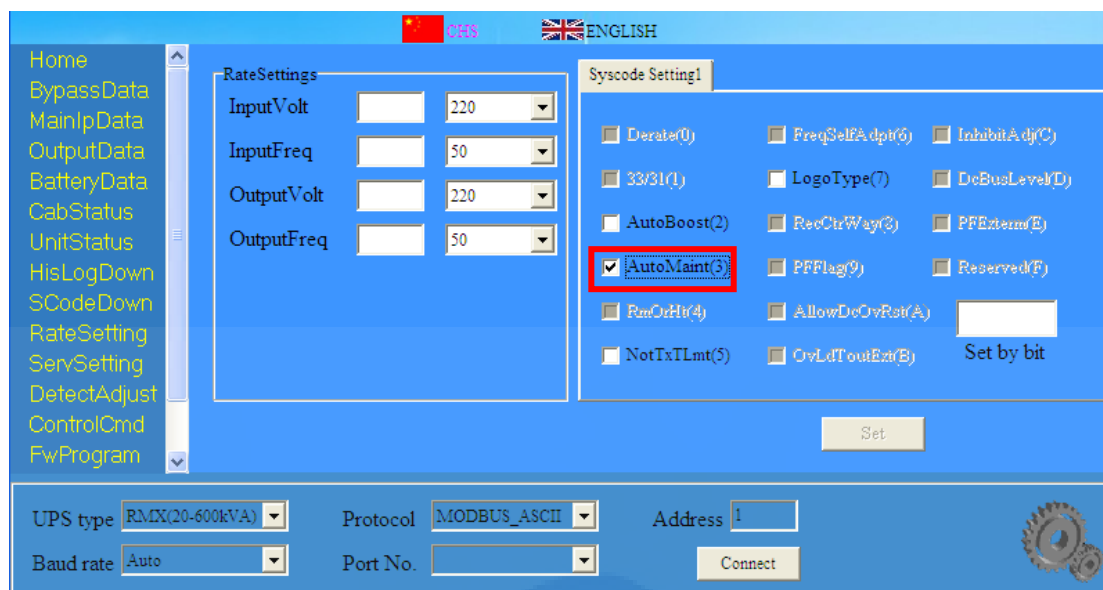 CHS ENGLISH
Home
BypassData
MainIpData
OutputData
BatteryData
CabStatus
UnitStatus
HisLogDown
SCodeDown
RateSetting
ServSetting
DetectAdjust
ControlCmd
FwProgram
RateSettings
InputVolt 220
InputFreq 50
OutputVolt 220
OutputFreq 50
Syscode Setting1
Derate(0) FreqSelfAdpt(6) InhibitAdj(C)
33/31(1) LogoType(7) DcBusLevel(D)
AutoBoost(2) RecCtrWay(8) PFExterm(E)
AutoMaint(3) PFFlag(9) Reserved(F)
RmOrHt(4) AllowDcOvRst(A)
NotTxTLmt(5) OvLdToutExt(B) Set by bit
Set
UPS type RMX(20-600kVA) Protocol MODBUS_ASCII Address 1
Baud rate Auto Port No. Connect